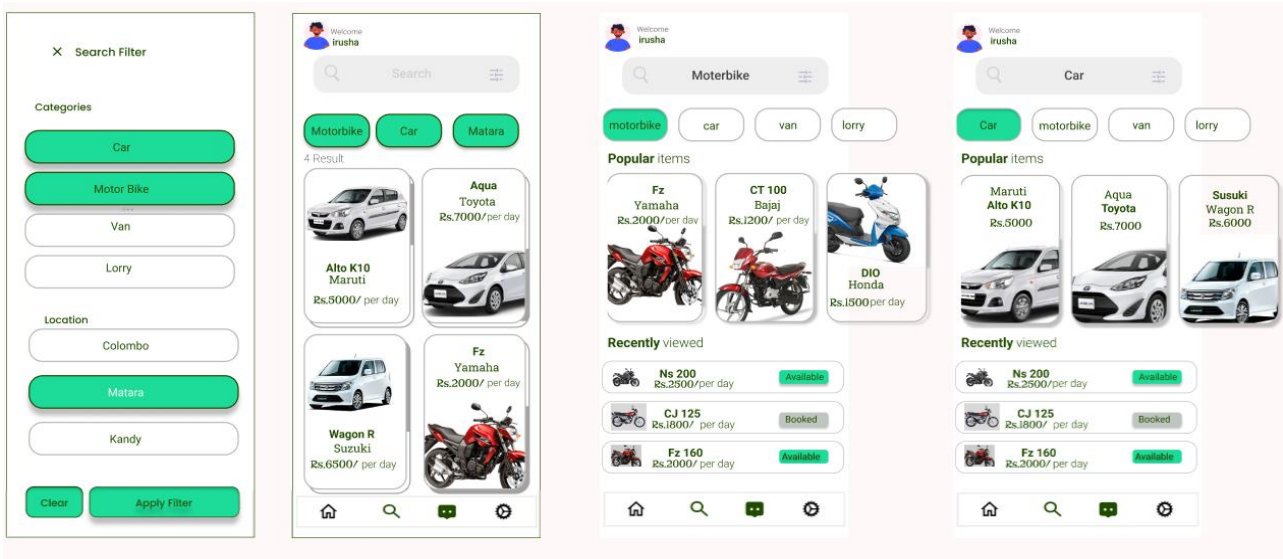 Search Filter
Categories
Car
Motor Bike
Van
Lorry
Location
Colombo
Matara
Kandy
Clear
Apply Filter
Welcome
irusha
Search
Motorbike
Car
Matara
4 Result
Alto K10
Maruti
Rs.5000/ per day
Aqua
Toyota
Rs.7000/per day
Wagon R
Suzuki
Rs.6500/ per day
Fz
Yamaha
Rs.2000/ per day
Welcome
irusha
Moterbike
motorbike
car
van
lorry
Popular items
Fz
Yamaha
Rs.2000/per day
CT 100
Bajaj
Rs.1200/ per day
DIO
Honda
Rs.1500per day
Recently viewed
Ns 200
Rs.2500/per day
Available
CJ 125
Rs.1800/ per day
Booked
Fz 160
Rs.2000/ per day
Available
Welcome
irusha
Car
Car
motorbike
van
lorry
Popular items
Maruti
Alto K10
Rs.5000
Aqua
Toyota
Rs.7000
Susuki
Wagon R
Rs.6000
Recently viewed
Ns 200
Rs.2500/per day
Available
CJ 125
Rs.1800/ per day
Booked
Fz 160
Rs.2000/ per day
Available